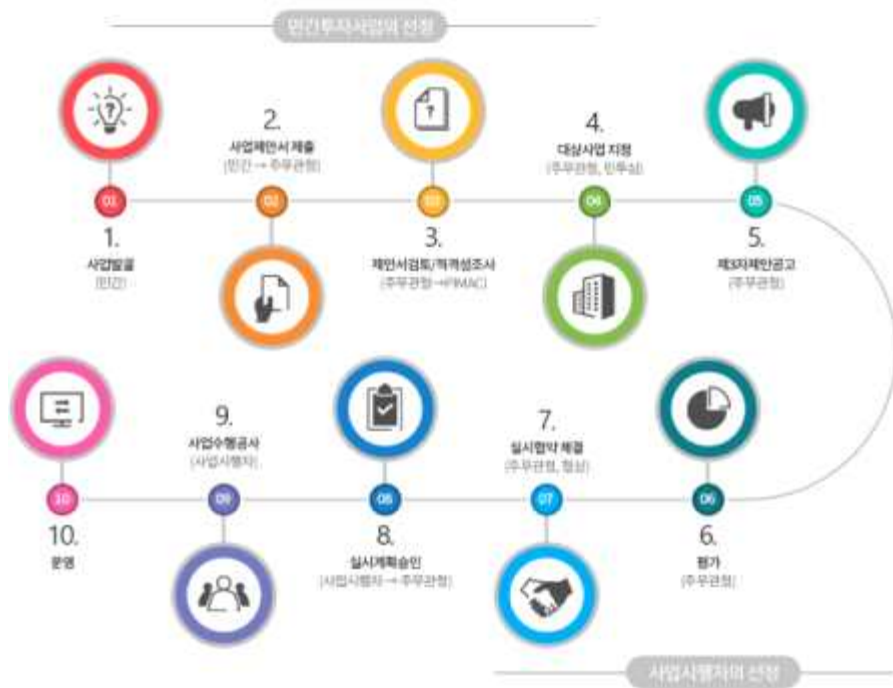 민간투자사업의 선정
1.
사업발굴
(민간)
2.
사업제안서 제출
(민간 → 주무관청)
3.
제안서검토/적격성조사
(주무관청→PIMAC)
4.
대상사업 지정
(주무관청, 민투심)
5.
제3자제안공고
(주무관청)
01
02
03
04
05
6.
평가
(주무관청)
7.
실시협약 체결
(주무관청, 협상)
8.
실시계획승인
(사업시행자 → 주무관청)
9.
사업수행공사
(사업시행자)
10.
운영
10
09
08
07
06
사업시행자의 선정